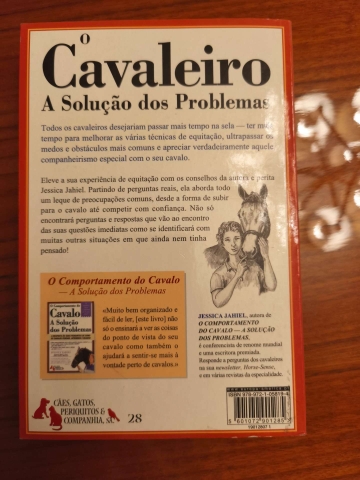 O
Cavaleiro
A Solução dos Problemas
Todos os cavaleiros desejariam passar mais tempo na sela — ter mais
tempo para melhorar as várias técnicas de equitação, ultrapassar os
medos e obstáculos mais comuns e apreciar verdadeiramente aquele
companheirismo especial com o seu cavalo.
Eleve a sua experiência de equitação com os conselhos da autora e perita
Jessica Jahiel. Partindo de perguntas reais, ela aborda todo
um leque de preocupações comuns, desde a forma de subir
para o cavalo até competir com confiança. Não só
encontrará perguntas e respostas que vão ao encontro
das suas questões imediatas como se identificará com
muitas outras situações em que ainda nem tinha
pensado!
O Comportamento do Cavalo
— A Solução dos Problemas
Cavalo
A Solução
dos Problemas
«Muito bem organizado e
fácil de ler, [este livro] não
só o ensinará a ver as coisas
do ponto de vista do seu
cavalo como também o
ajudará a sentir-se mais à
vontade perto de cavalos.»
JESSICA JAHIEL, autora de
O COMPORTAMENTO
DO CAVALO — A SOLUÇÃO
DOS PROBLEMAS,
é conferencista de renome mundial
e uma escritora premiada.
Responde a perguntas dos cavaleiros
na sua newsletter, Horse-Sense,
e em várias revistas da especialidade.
CÃES, GATOS,
PERIQUITOS &
COMPANHIA, SA
28